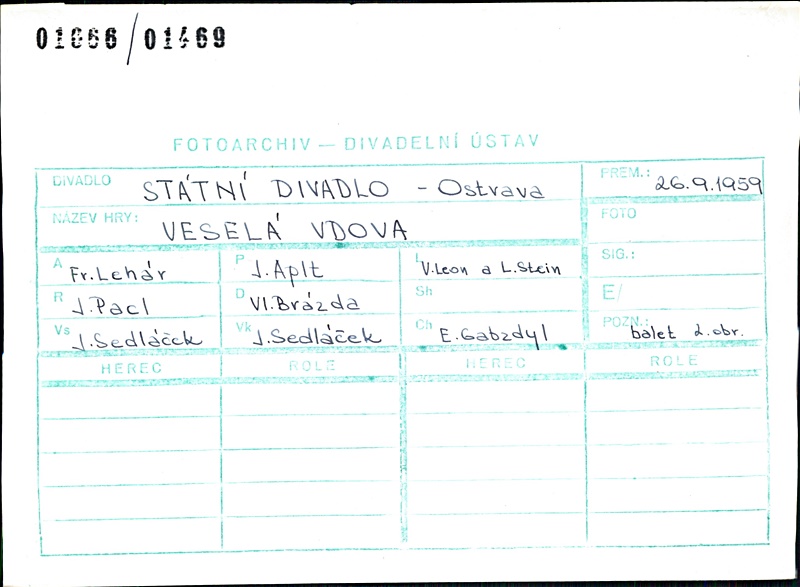 01066/01469
FOTOARCHIV — DIVADELNÍ ÚSTAV
DIVADLO STÁTNÍ DIVADLO - Ostrava PREM.: 26.9.1959
NÁZEV HRY: VESELÁ VDOVA FOTO
A Fr. Lehár P J. Aplt L V. Leon a L. Stein SIG.:
R J. Pacl D Vl. Brázda Sh E/
Vs J. Sedláček Vk J. Sedláček Ch E. Gabzdyl POZN.: balet 2. obr.
HEREC ROLE HEREC ROLE